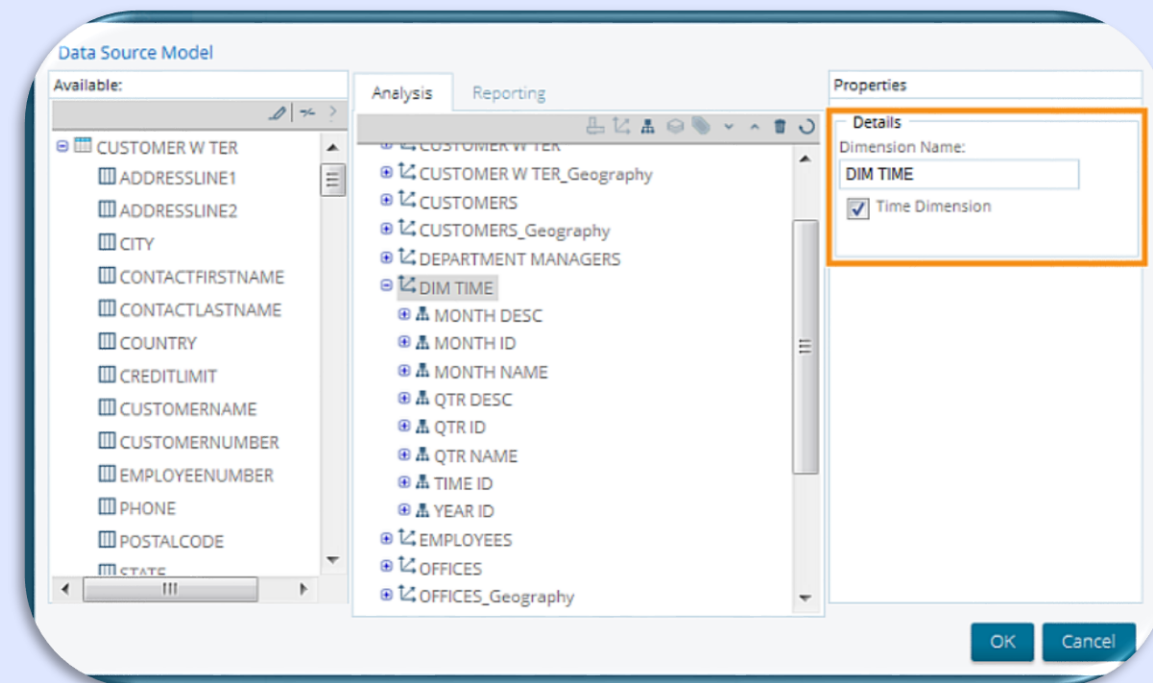 Data Source Model
Available:
CUSTOMER W TER
ADDRESSLINE1
ADDRESSLINE2
CITY
CONTACTFIRSTNAME
CONTACTLASTNAME
COUNTRY
CREDITLIMIT
CUSTOMERNAME
CUSTOMERNUMBER
EMPLOYEENUMBER
PHONE
POSTALCODE
STATE
Analysis Reporting
CUSTOMER W TER
CUSTOMER W TER_Geography
CUSTOMERS
CUSTOMERS_Geography
DEPARTMENT MANAGERS
DIM TIME
MONTH DESC
MONTH ID
MONTH NAME
QTR DESC
QTR ID
QTR NAME
TIME ID
YEAR ID
EMPLOYEES
OFFICES
OFFICES_Geography
Properties
Details
Dimension Name:
DIM TIME
Time Dimension
OK Cancel